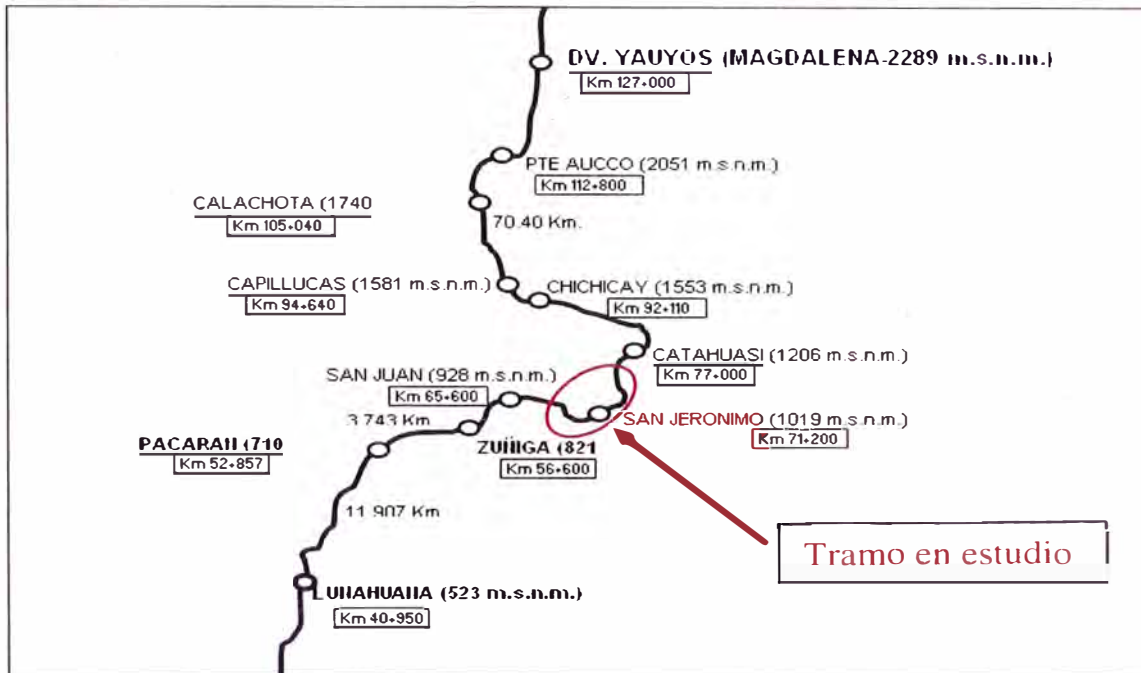 DV. YAUYOS (MAGDALENA-2289 m.s.n.m.)
Km 127+000
PTE AUCCO (2051 m.s.n.m.)
Km 112+800
CALACHOTA (1740
Km 105+040
70.40 Km.
CAPILLUCAS (1581 m.s.n.m.)
Km 94+640
CHICHICAY (1553 m.s.n.m.)
Km 92+110
CATAHUASI (1206 m.s.n.m.)
Km 77+000
SAN JUAN (928 m.s.n.m.)
Km 65+600
SAN JERONIMO (1019 m.s.n.m.)
Km 71+200
3.743 Km
ZUÑIGA (821
Km 56+600
PACARAN (710
Km 52+857
11.907 Km
Tramo en estudio
LUNAHUANA (523 m.s.n.m.)
Km 40+950